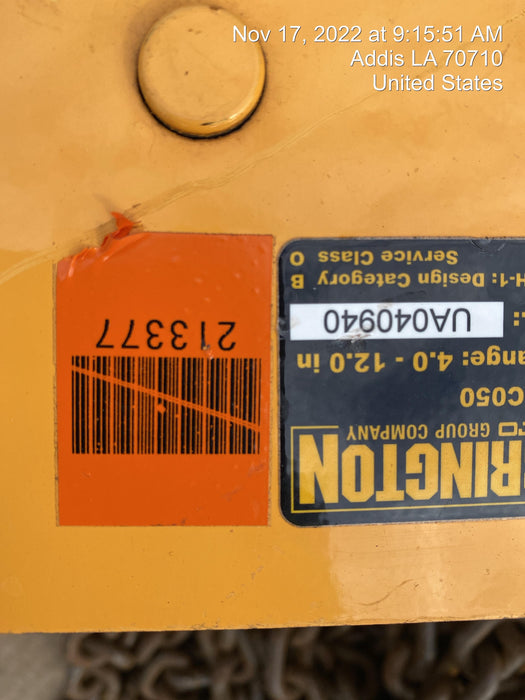 Nov 17, 2022 at 9:15:51 AM
Addis LA 70710
United States
213377
RINGTON
TO GROUP COMPANY
C050
ange: 4.0 - 12.0 in
.: UA040940
H-1: Design Category B
Service Class 0